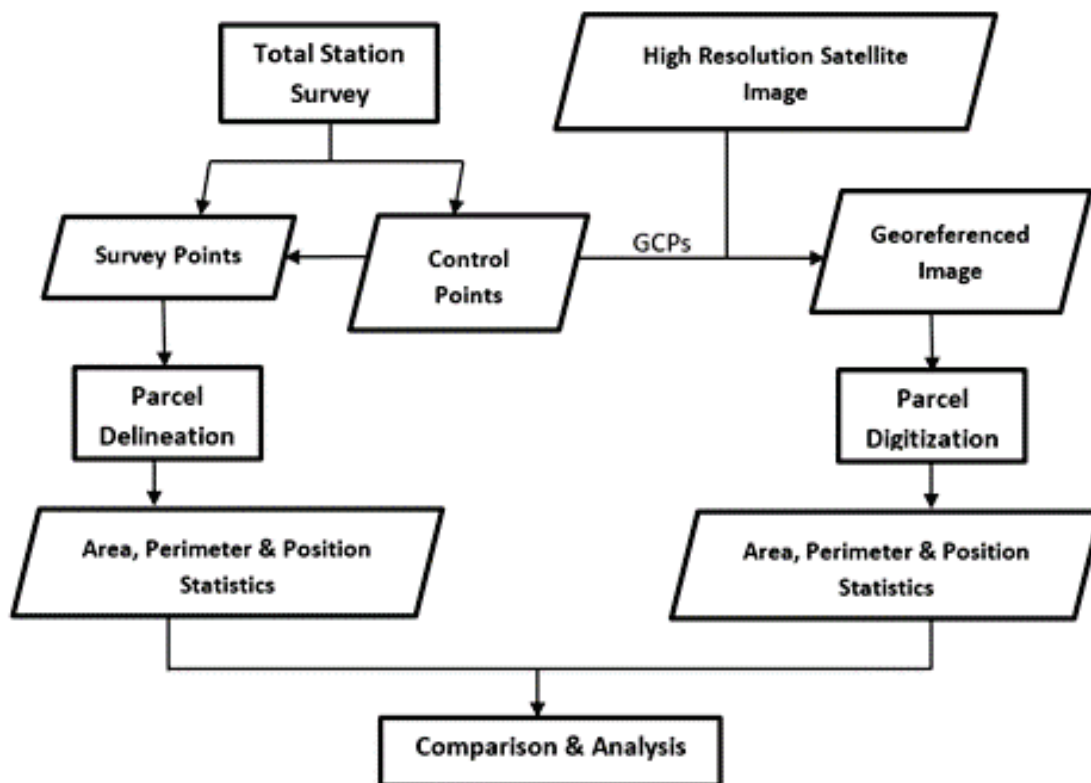 Total Station
Survey
High Resolution Satellite
Image
Survey Points
Control
Points
GCPs
Georeferenced
Image
Parcel
Delineation
Parcel
Digitization
Area, Perimeter & Position
Statistics
Area, Perimeter & Position
Statistics
Comparison & Analysis